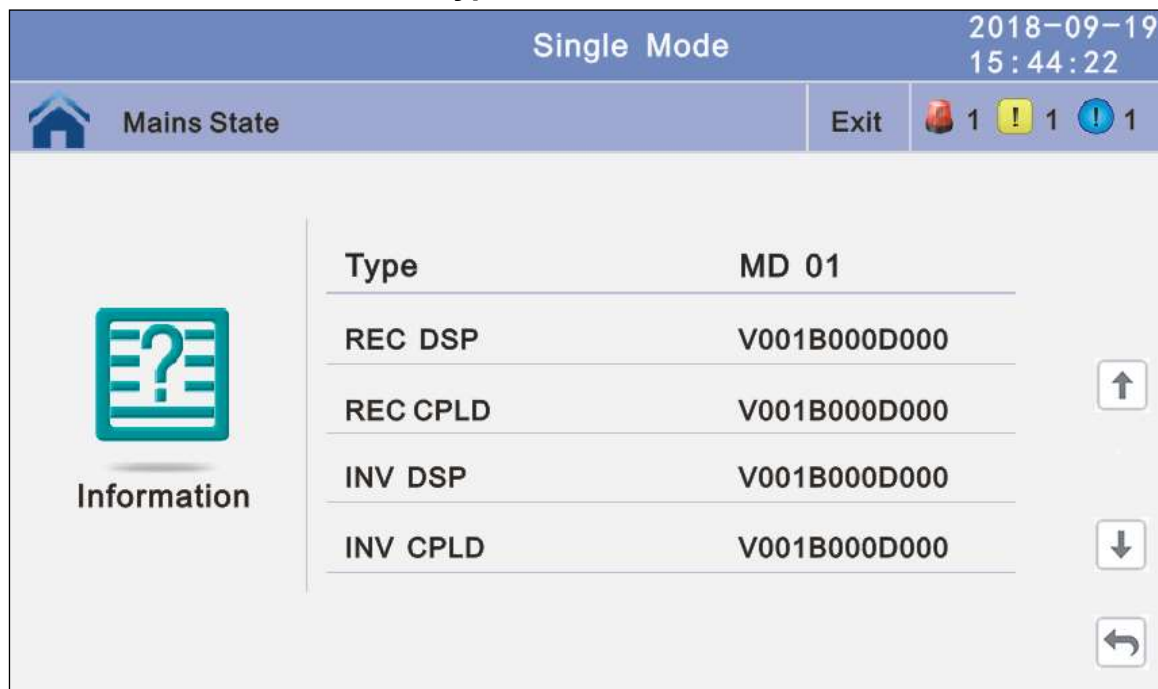 Single Mode
2018-09-19
15:44:22
Mains State
Exit
1 ! 1 ! 1
Type MD 01
REC DSP V001B000D000
REC CPLD V001B000D000
INV DSP V001B000D000
INV CPLD V001B000D000
?
Information